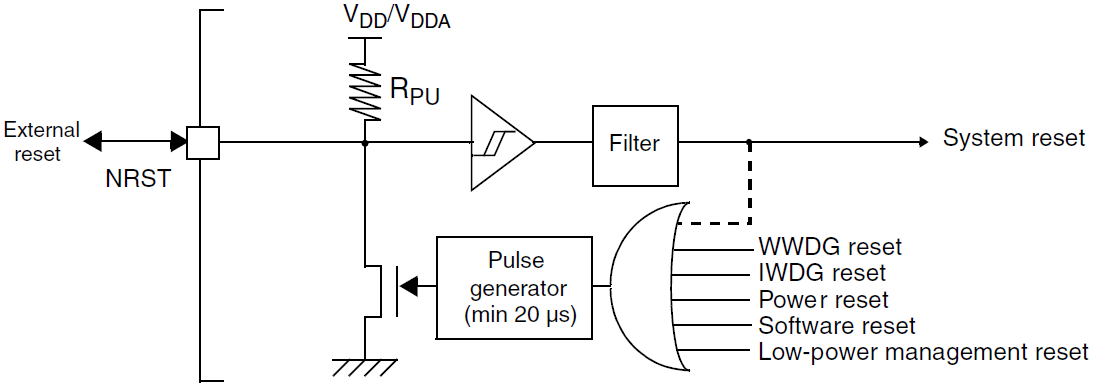 VDD/VDDA
RPU
External
reset
NRST
Filter
System reset
Pulse
generator
(min 20 µs)
WWDG reset
IWDG reset
Power reset
Software reset
Low-power management reset